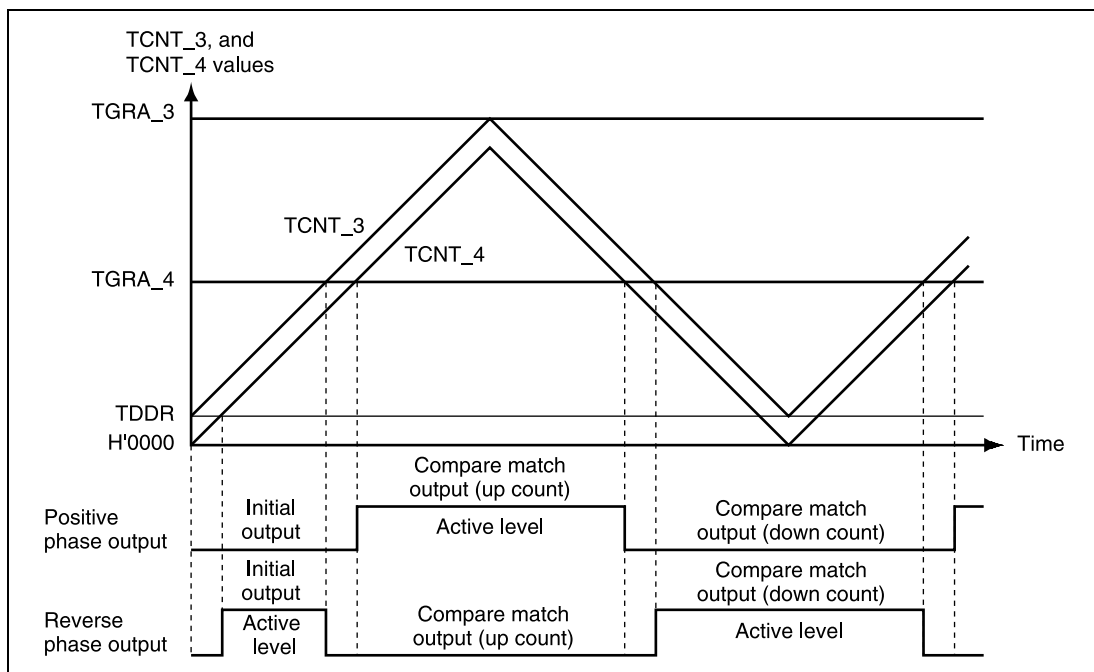 TCNT_3, and
TCNT_4 values
TGRA_3
TCNT_3
TCNT_4
TGRA_4
TDDR
H'0000
Time
Compare match
output (up count)
Positive
phase output
Initial
output
Active level
Compare match
output (down count)
Initial
output
Compare match
output (down count)
Reverse
phase output
Active
level
Compare match
output (up count)
Active level